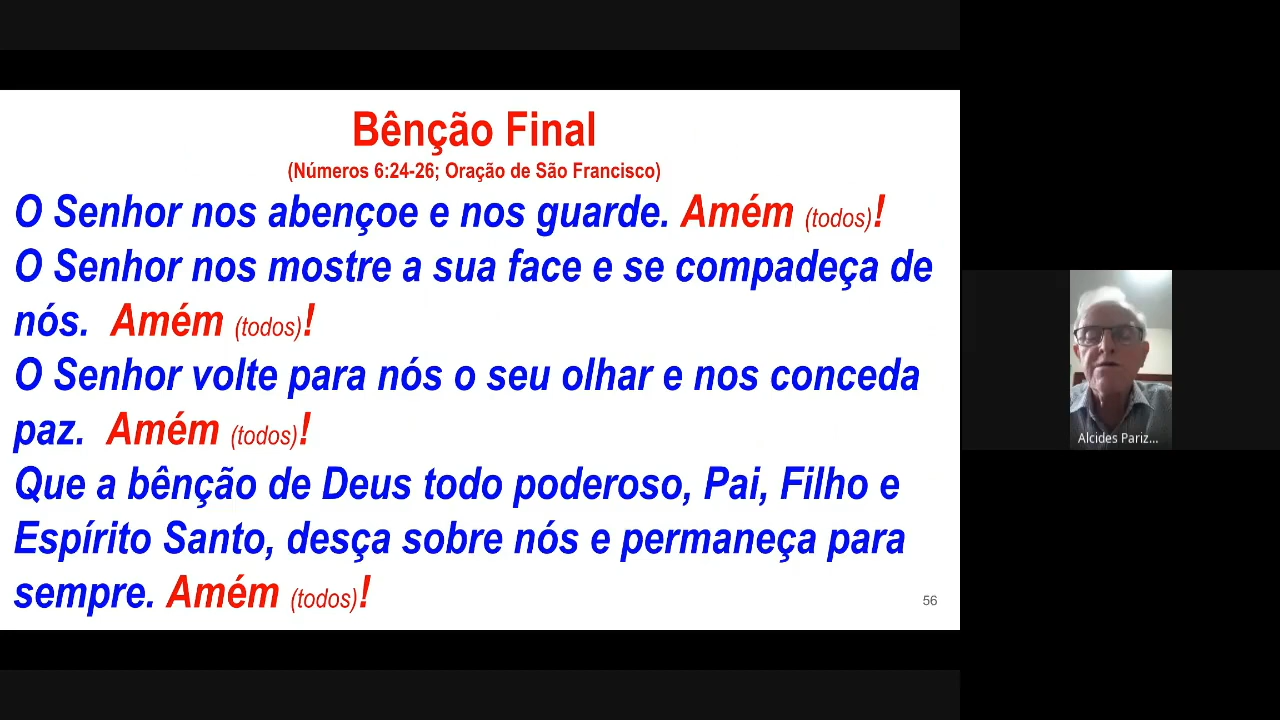 Bênção Final
(Números 6:24-26; Oração de São Francisco)
O Senhor nos abençoe e nos guarde. Amém (todos)!
O Senhor nos mostre a sua face e se compadeça de
nós. Amém (todos)!
O Senhor volte para nós o seu olhar e nos conceda
paz. Amém (todos)!
Que a bênção de Deus todo poderoso, Pai, Filho e
Espírito Santo, desça sobre nós e permaneça para
sempre. Amém (todos)!
56
Alcides Pariz...